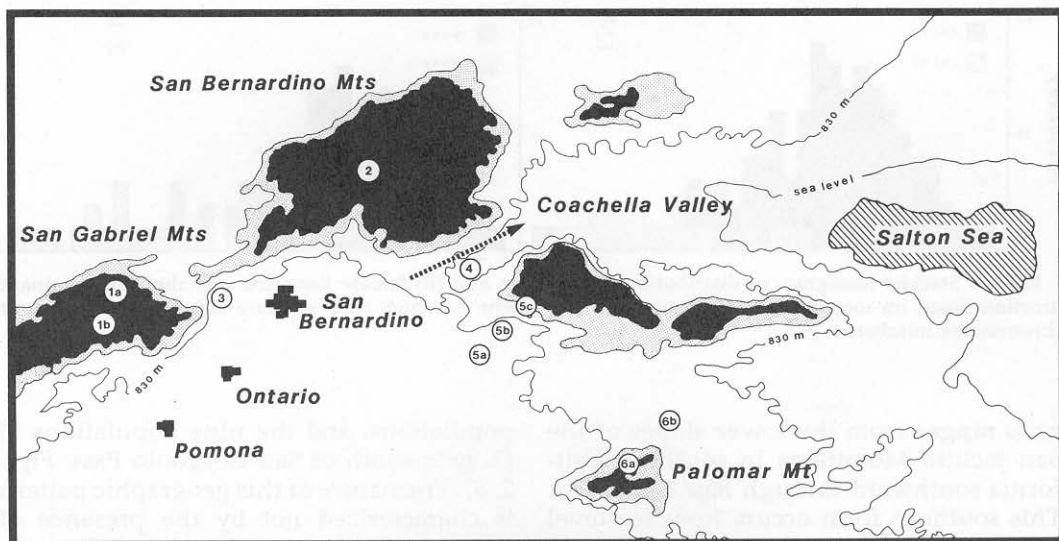 San Bernardino Mts
830 m
2
sea level
Coachella Valley
San Gabriel Mts
Salton Sea
4
1a
3
San
Bernardino
5c
1b
5b
5a
830 m
830 m
Ontario
6b
Pomona
6a
Palomar Mt